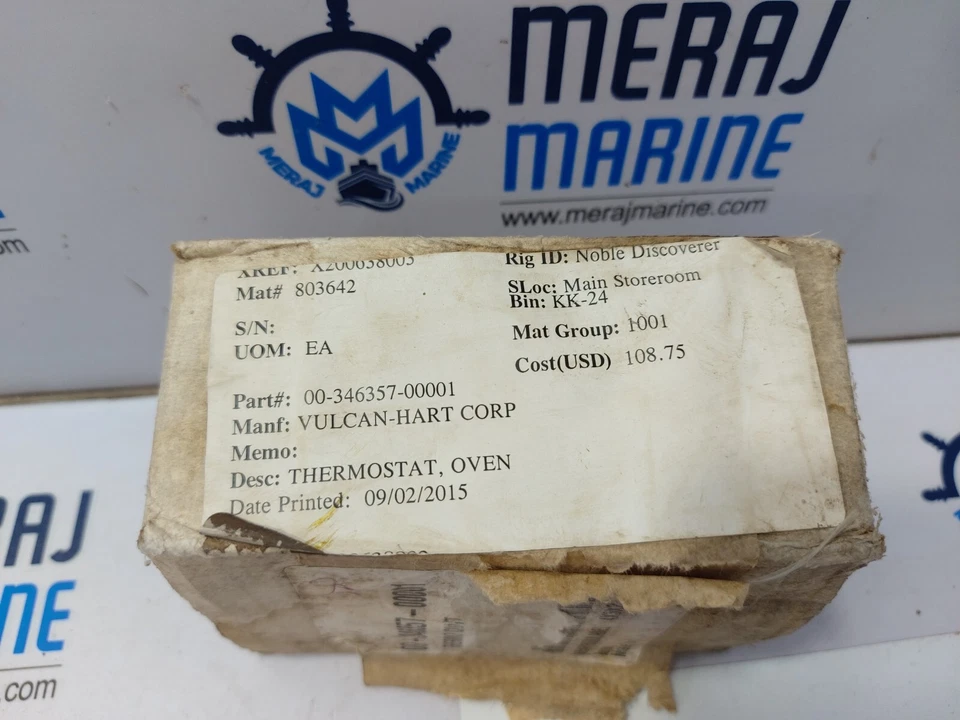 MERAJ
MARINE
www.merajmarine.com
MERAJ
MARINE
XREF: X200638003
Rig ID: Noble Discoverer
Mat# 803642
SLoc: Main Storeroom
Bin: KK-24
S/N:
Mat Group: 1001
UOM: EA
Cost(USD) 108.75
Part#: 00-346357-00001
Manf: VULCAN-HART CORP
Memo:
Desc: THERMOSTAT, OVEN
Date Printed: 09/02/2015
RAJ
NE
.com